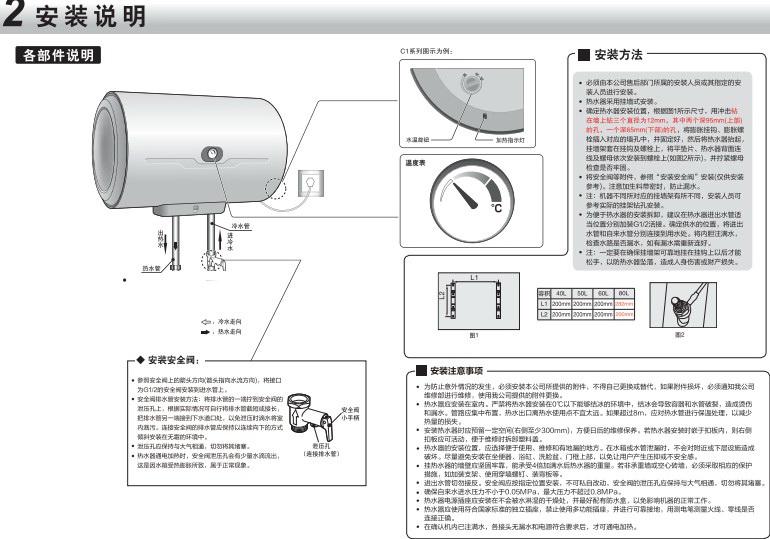 2 安装说明
各部件说明
C1系列图示为例：
水温旋钮
加热指示灯
温度表
°C
冷水管
出热水
进冷水
热水管
：冷水走向
：热水走向
◆ 安装安全阀：
• 参照安全阀上的箭头方向(箭头指向水流方向)，将接口
为G1/2的安全阀安装到进水管上。
• 安全阀排水管安装方法：将排水管的一端拧到安全阀的
泄压孔上，根据实际情况可自行将排水管截短或接长，
把排水管另一端接到下水道口处，以免泄压时滴水将室
内溅污。连接安全阀的排水管应保持以连续向下的方式
倾斜安装在无霜的环境中。
• 泄压孔应保持与大气相通，切勿将其堵塞。
• 热水器通电加热时，安全阀泄压孔会有少量水滴流出，
这是因水箱受热膨胀所致，属于正常现象。
安全阀
小手柄
泄压孔
（连接排水管）
安装方法
• 必须由本公司售后部门所属的安装人员或其指定的安
装人员进行安装。
• 热水器采用挂墙式安装。
• 确定热水器安装位置，根据图1所示尺寸，用冲击钻
在墙上钻三个直径为12mm，其中两个深95mm(上部)
的孔，一个深65mm(下部)的孔，将膨胀挂钩、膨胀螺
栓插入对应的墙孔中，并固定好，然后将热水器抬起，
挂墙架套在挂钩及螺栓上，将平垫片、热水器背面连
线及螺母依次安装到螺栓上(如图2所示)，并拧紧螺母
检查是否牢固。
• 将安全阀等附件，参照“安装安全阀”安装(仅供安装
参考)。注意加生料带密封，防止漏水。
• 注：机器不同所对应的挂墙架有所不同，安装人员可
参考实际的挂架钻孔安装。
• 为便于热水器的安装拆卸，建议在热水器进出水管适
当位置分别加装G1/2活接，确定供水的位置，将进出
水管和自来水管分别连接到用水处，将内胆注满水，
检查水路是否漏水，如有漏水需重新连好。
• 注：一定要在确保挂墙架可靠地挂在挂钩上以后才能
松手，以防热水器坠落，造成人身伤害或财产损失。
L1
L2
图1
容积 40L 50L 60L 80L
L1 200mm 200mm 200mm 282mm
L2 200mm 200mm 200mm 200mm
图2
安装注意事项
• 为防止意外情况的发生，必须安装本公司所提供的附件，不得自己更换或替代，如果附件损坏，必须通知我公司
维修部进行维修，使用我公司提供的附件更换。
• 热水器应安装在室内。严禁将热水器安装在0℃以下能够结冰的环境中，结冰会导致容器和水管破裂，造成烫伤
和漏水。管路应集中布置，热水出口离热水使用点不宜太远。如果超过8m，应对热水管进行保温处理，以减少
热量的损失。
• 安装热水器时应预留一定空间(右侧至少300mm)，方便日后的维修保养。若热水器安装时嵌于扣板内，则右侧
扣板应可活动，便于维修时拆卸塑料盖。
• 热水器的安装位置，应选择便于使用、维修和有地漏的地方。在水箱或水管泄漏时，不会对附近或下层设施造成
破坏。尽量避免安装在坐便器、浴缸、洗脸盆、门框上部，以免让用户产生压抑或不安全感。
• 挂热水器的墙壁应坚固牢靠，能承受4倍加满水后热水器的重量。若非承重墙或空心砖墙，必须采取相应的保护
措施，如加装支架、使用穿墙螺钉、装背板等。
• 进出水管切勿接反。安全阀应按指定位置安装，不可私自改动，安全阀的泄压孔应保持与大气相通，切勿将其堵塞。
• 确保自来水进水压力不小于0.05MPa，最大压力不超过0.8MPa。
• 热水器电源插座应安装在不会被水淋湿的干燥处，并最好配有防水盒，以免影响机器的正常工作。
• 热水器应使用符合国家标准的独立插座，禁止使用多功能插座，并进行可靠接地，用测电笔测量火线、零线是否
连接正确。
• 在确认机内已注满水，各接头无漏水和电源符合要求后，才可通电加热。